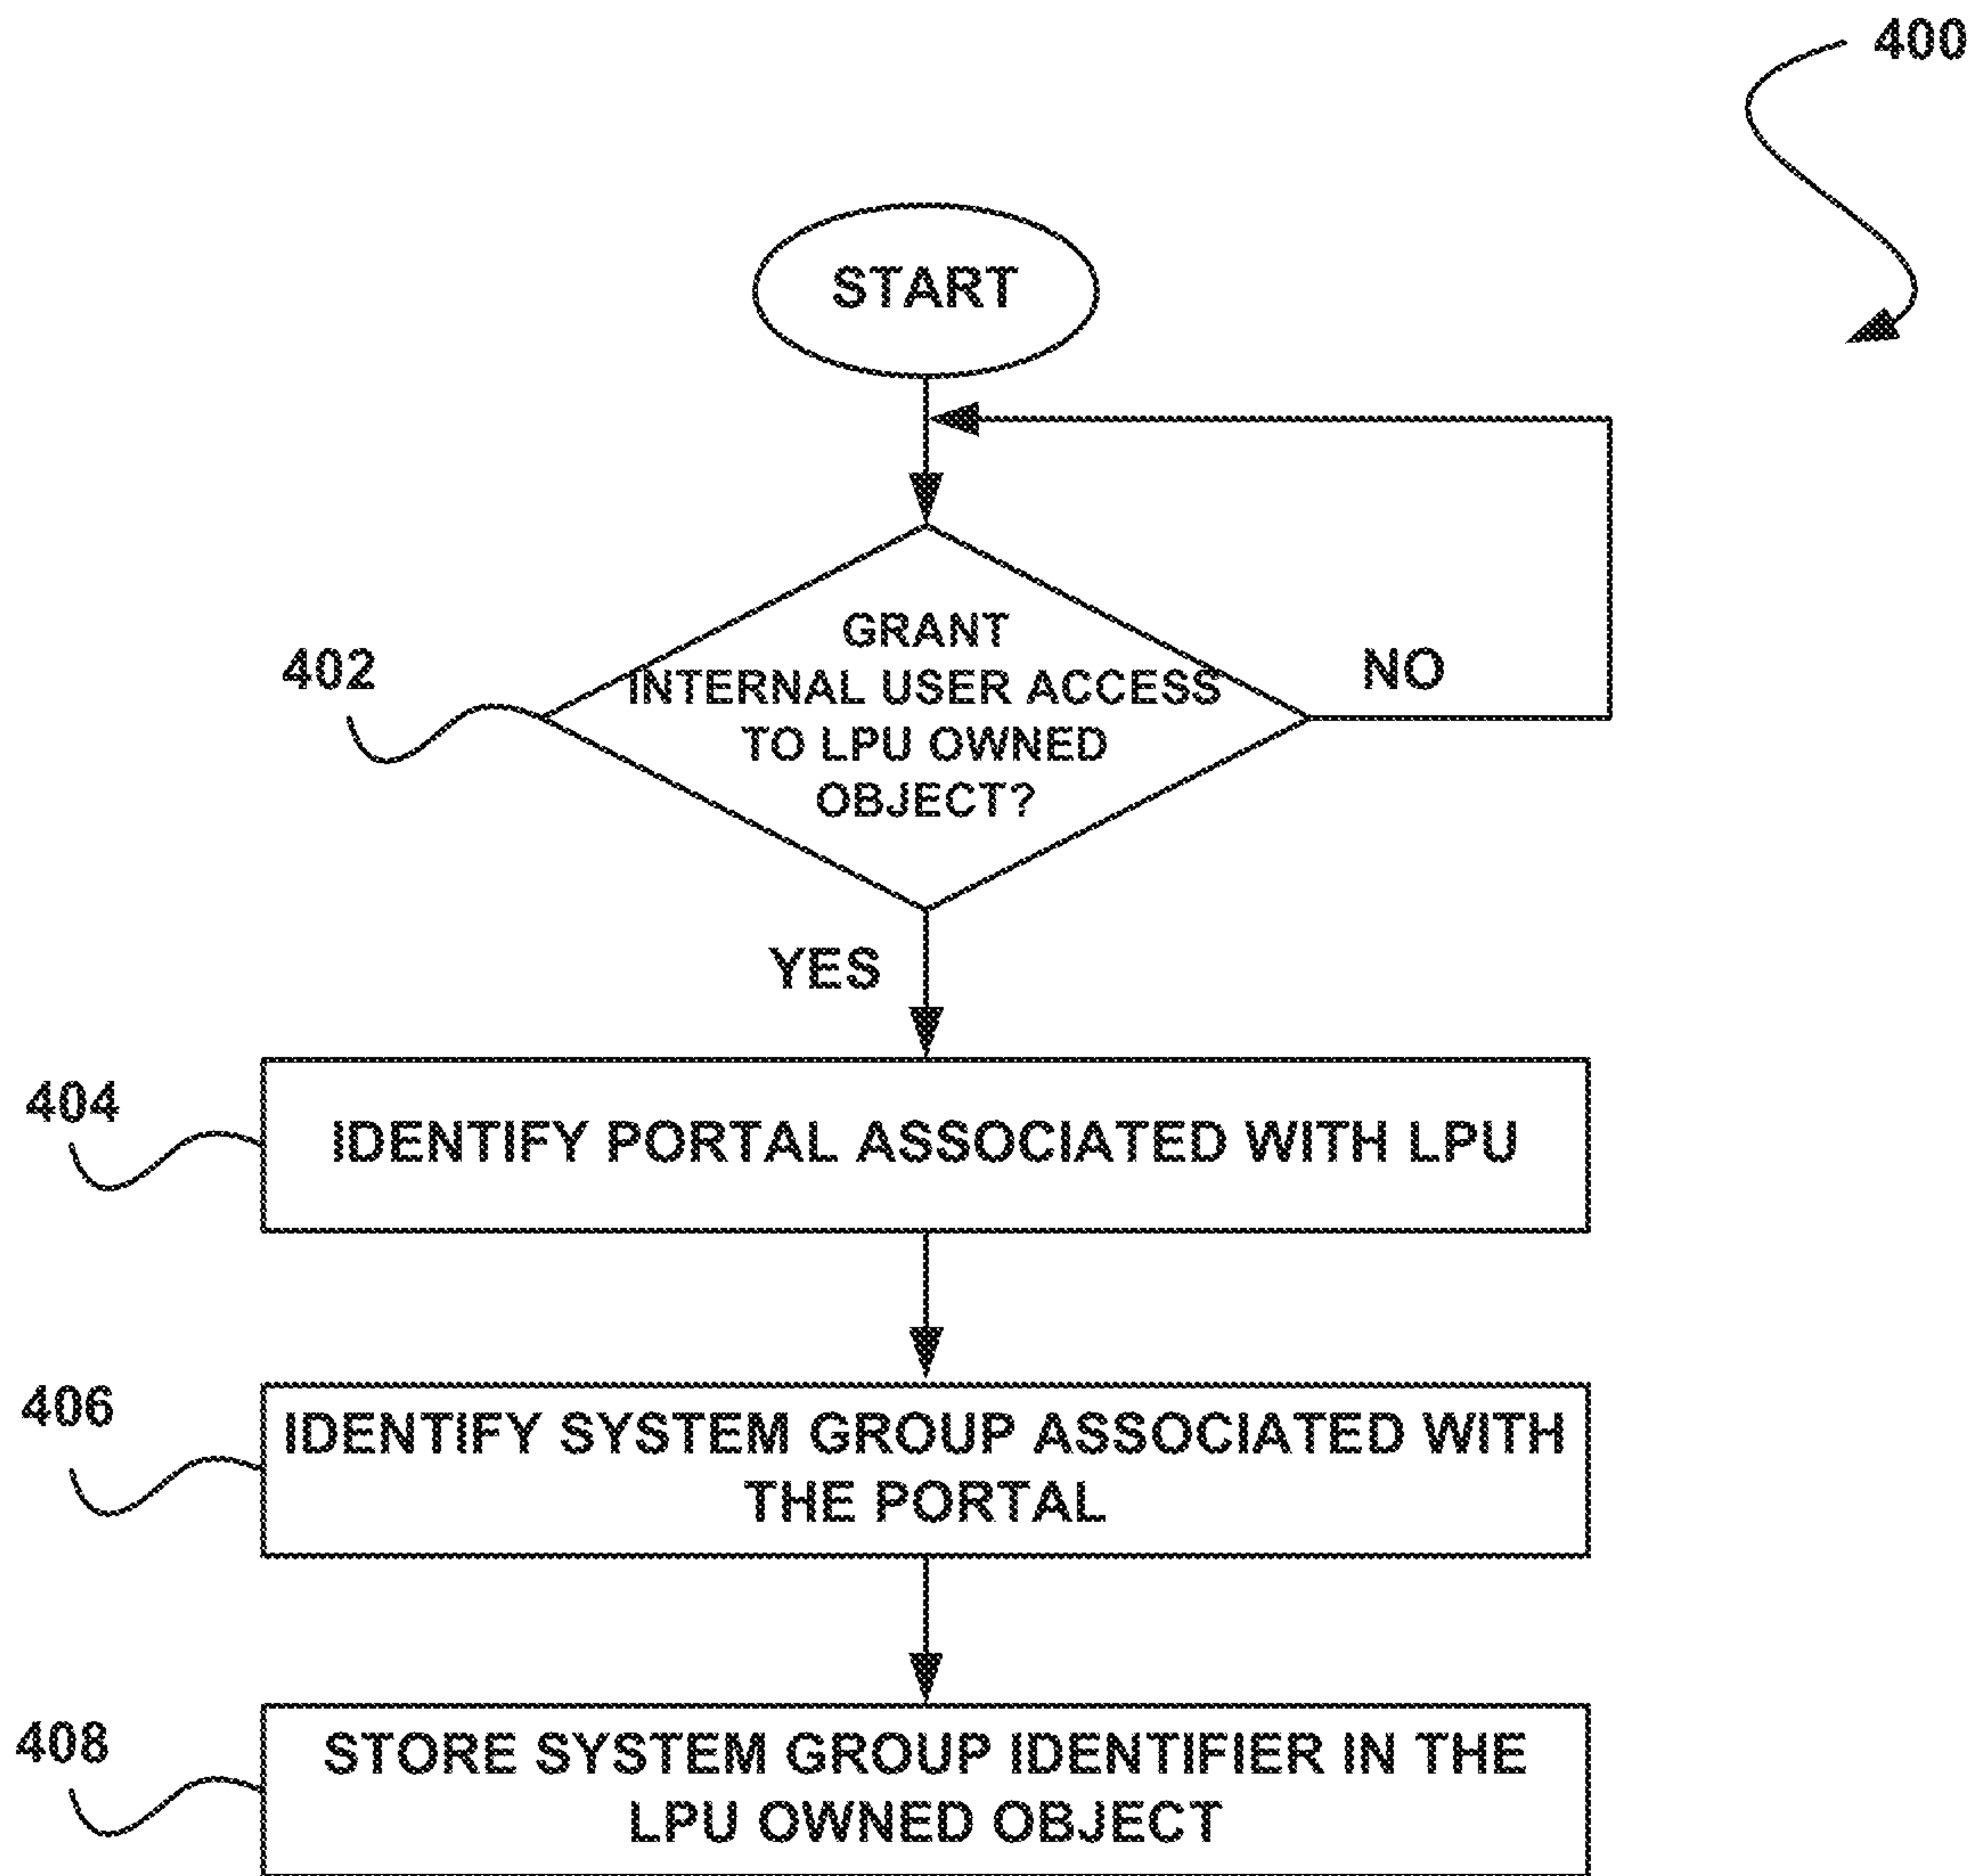 400
START
402
GRANT
INTERNAL USER ACCESS
TO LPU OWNED
OBJECT?
NO
YES
404
IDENTIFY PORTAL ASSOCIATED WITH LPU
406
IDENTIFY SYSTEM GROUP ASSOCIATED WITH
THE PORTAL
408
STORE SYSTEM GROUP IDENTIFIER IN THE
LPU OWNED OBJECT